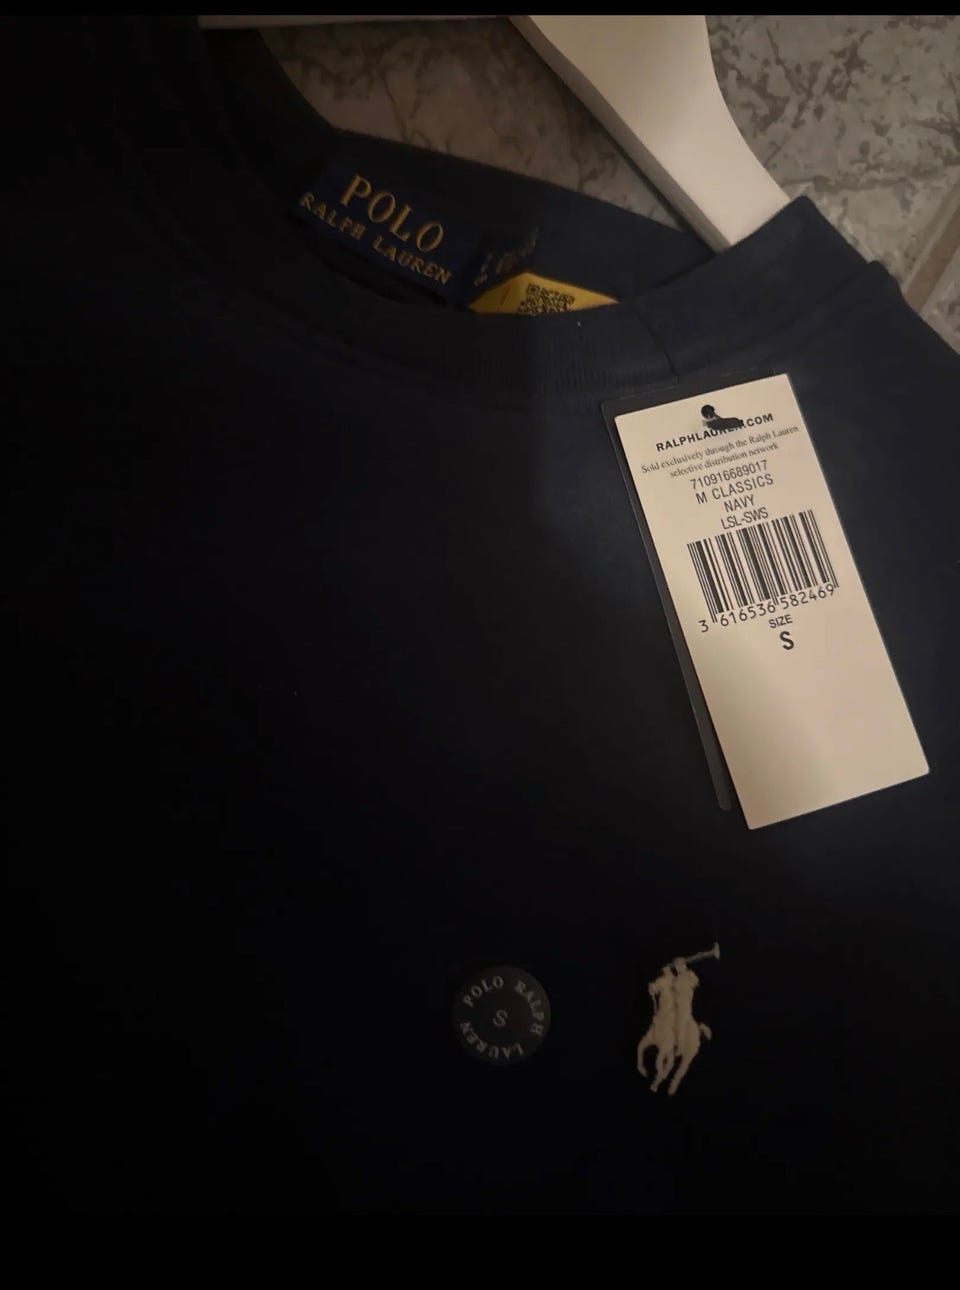 POLO
RALPH LAUREN
RALPHLAUREN.COM
Sold exclusively through the Ralph Lauren
selective distribution network
710916689017
M CLASSICS
NAVY
LSL-SWS
3 616536 582469
SIZE
S
POLO RALPH LAUREN
S